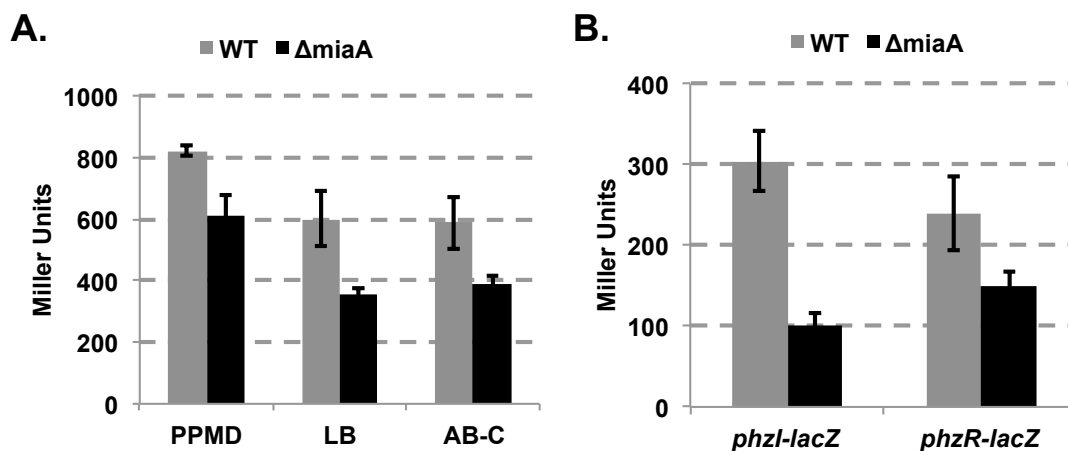 A.
WT ΔmiaA
Miller Units
1000
800
600
400
200
0
PPMD LB AB-C
B.
WT ΔmiaA
Miller Units
400
300
200
100
0
phzI-lacZ phzR-lacZ